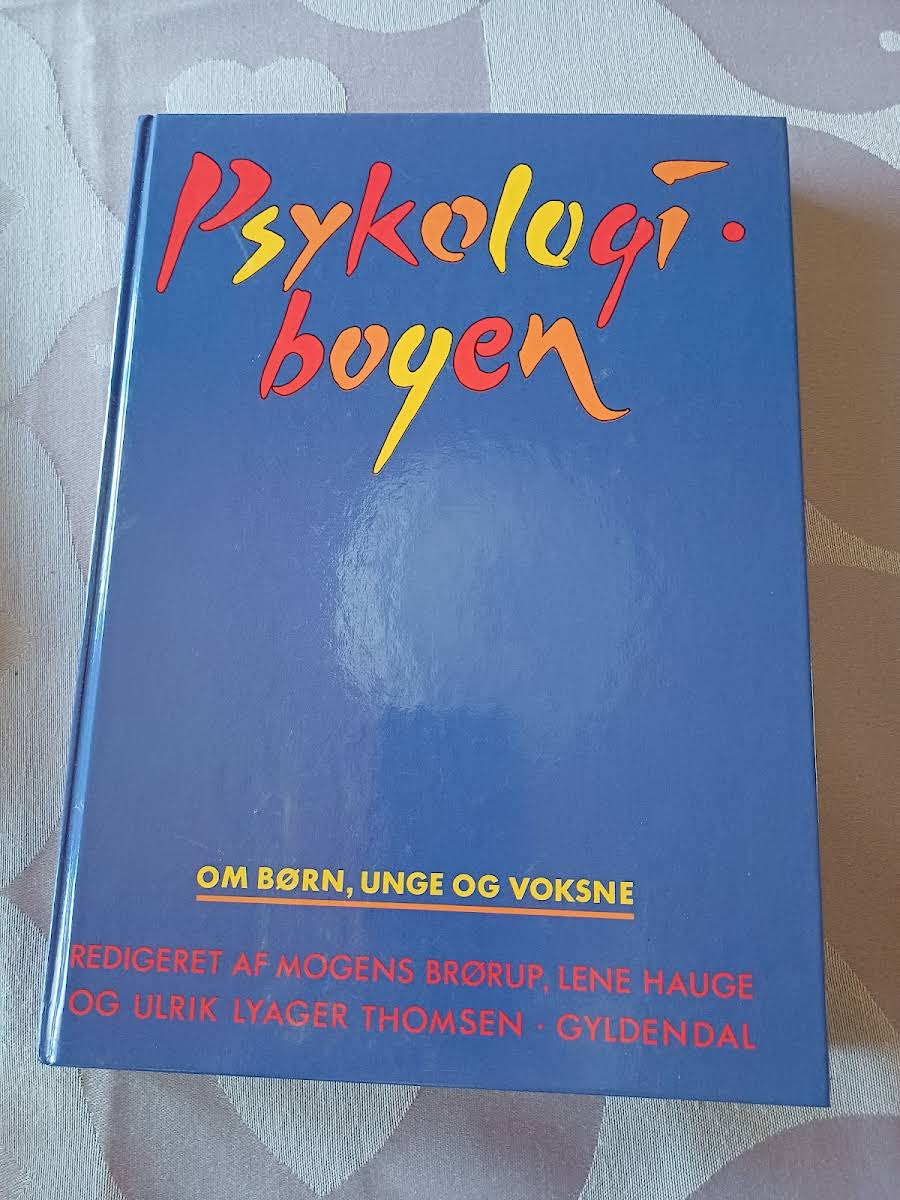 Psykologi·
bogen
OM BØRN, UNGE OG VOKSNE
REDIGERET AF MOGENS BRØRUP, LENE HAUGE
OG ULRIK LYAGER THOMSEN · GYLDENDAL